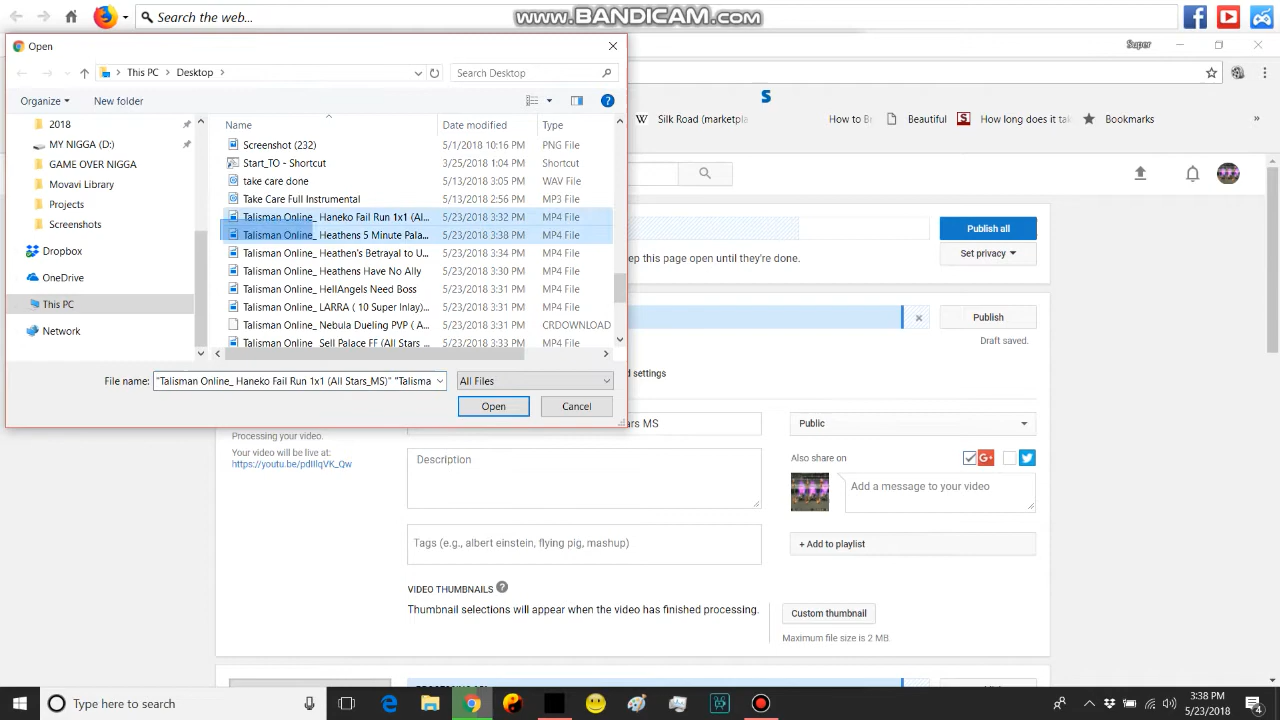 Search the web...
www.BANDICAM.com
Open
Super
This PC > Desktop >
Search Desktop
Organize
New folder
Silk Road (marketpla
How to Be
Beautiful
How long does it tak
Bookmarks
»
2018
MY NIGGA (D:)
GAME OVER NIGGA
Movavi Library
Projects
Screenshots
Dropbox
OneDrive
This PC
Network
Name Date modified Type
Screenshot (232) 5/1/2018 10:16 PM PNG File
Start_TO - Shortcut 3/25/2018 1:04 PM Shortcut
take care done 5/13/2018 3:05 PM WAV File
Take Care Full Instrumental 5/13/2018 2:56 PM MP3 File
Talisman Online_ Haneko Fail Run 1x1 (Al... 5/23/2018 3:32 PM MP4 File
Talisman Online_ Heathens 5 Minute Pala... 5/23/2018 3:38 PM MP4 File
Talisman Online_ Heathen's Betrayal to U... 5/23/2018 3:34 PM MP4 File
Talisman Online_ Heathens Have No Ally 5/23/2018 3:30 PM MP4 File
Talisman Online_ HellAngels Need Boss 5/23/2018 3:31 PM MP4 File
Talisman Online_ LARRA ( 10 Super Inlay)... 5/23/2018 3:31 PM MP4 File
Talisman Online_ Nebula Dueling PVP ( A... 5/23/2018 3:31 PM CRDOWNLOAD
Talisman Online_ Sell Palace FF (All Stars ... 5/23/2018 3:33 PM MP4 File
File name: "Talisman Online_ Haneko Fail Run 1x1 (All Stars_MS)" "Talisma
All Files
Open
Cancel
Publish all
ep this page open until they're done.
Set privacy
Publish
Draft saved.
d settings
ars MS
Public
Processing your video.
Your video will be live at:
https://youtu.be/pdIIlqVK_Qw
Description
Also share on
Add a message to your video
Tags (e.g., albert einstein, flying pig, mashup)
+ Add to playlist
VIDEO THUMBNAILS ?
Thumbnail selections will appear when the video has finished processing.
Custom thumbnail
Maximum file size is 2 MB.
Type here to search
3:38 PM
5/23/2018
4